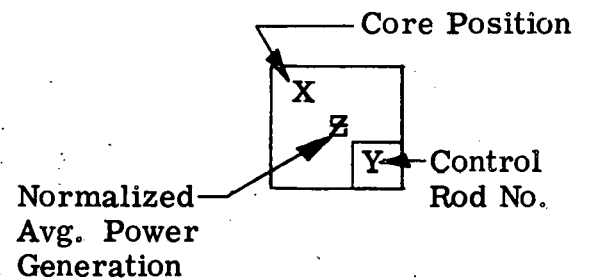 Core Position
X
Z
Y
Control
Rod No.
Normalized
Avg. Power
Generation